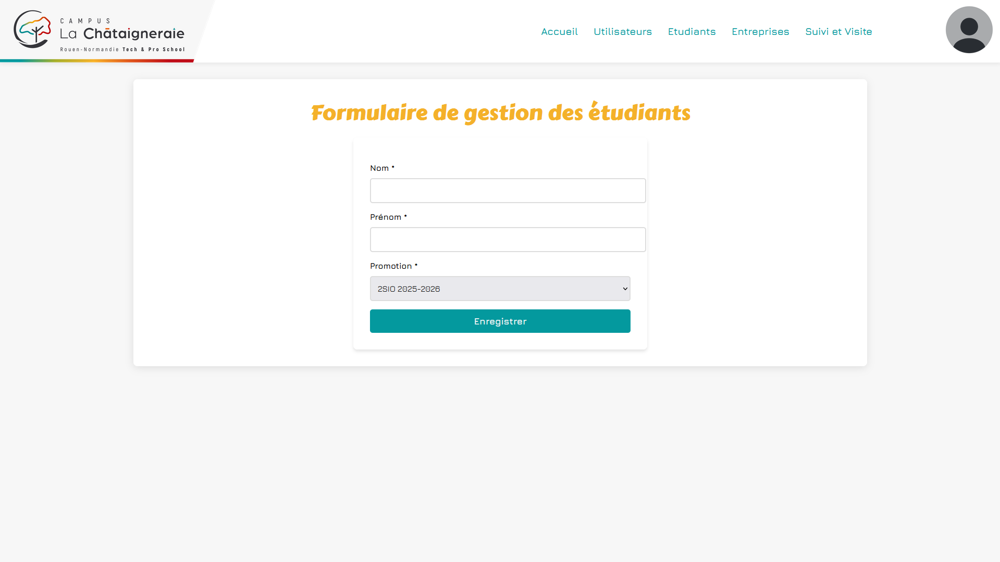 CAMPUS
La Châtaigneraie
Rouen-Normandie Tech & Pro School
Accueil
Utilisateurs
Etudiants
Entreprises
Suivi et Visite
Formulaire de gestion des étudiants
Nom *
Prénom *
Promotion *
2SIO 2025-2026
Enregistrer